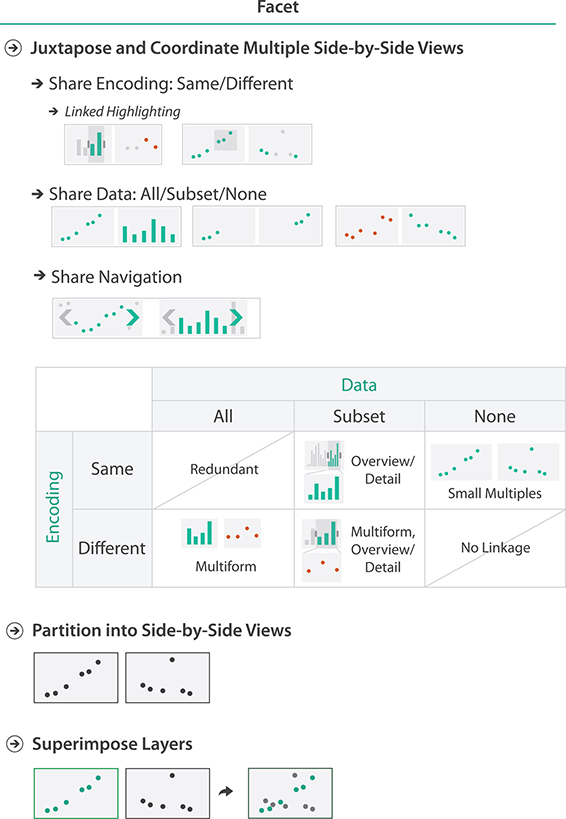 Facet
Juxtapose and Coordinate Multiple Side-by-Side Views
Share Encoding: Same/Different
Linked Highlighting
Share Data: All/Subset/None
Share Navigation
Data
All
Subset
None
Encoding
Same
Redundant
Overview/
Detail
Small Multiples
Different
Multiform
Multiform,
Overview/
Detail
No Linkage
Partition into Side-by-Side Views
Superimpose Layers